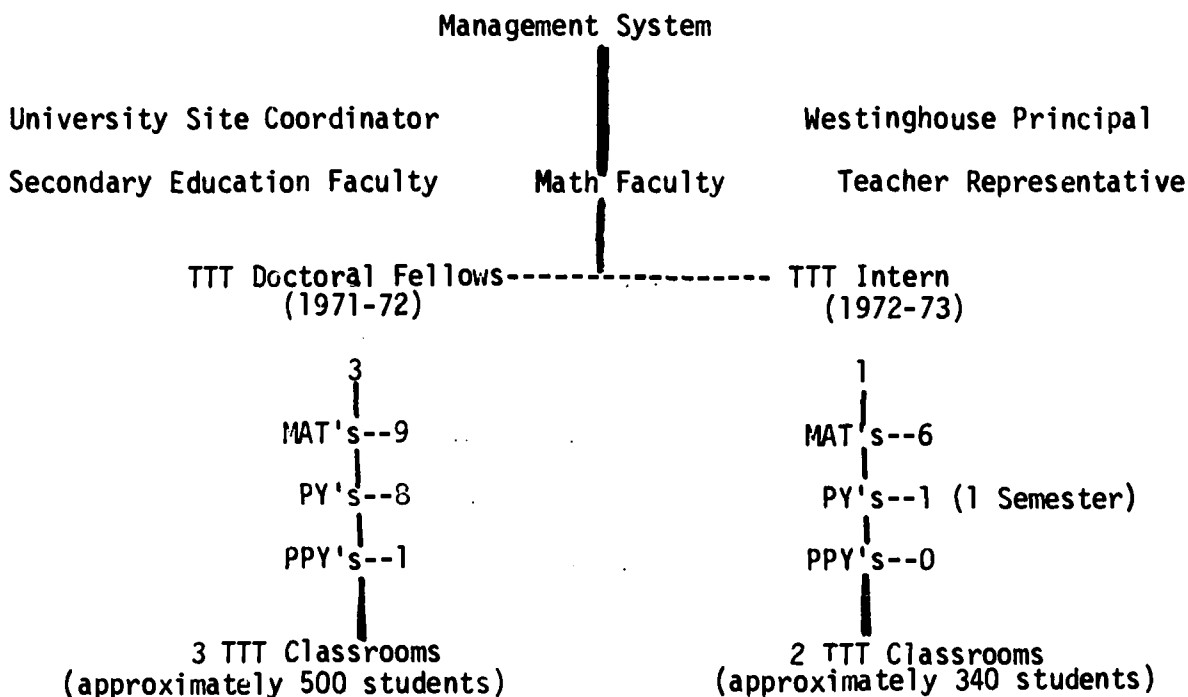 Management System
University Site Coordinator Westinghouse Principal
Secondary Education Faculty Math Faculty Teacher Representative
TTT Doctoral Fellows----------------------- TTT Intern
(1971-72) (1972-73)
3 1
MAT's--9 MAT's--6
PY's--8 PY's--1 (1 Semester)
PPY's--1 PPY's--0
3 TTT Classrooms 2 TTT Classrooms
(approximately 500 students) (approximately 340 students)